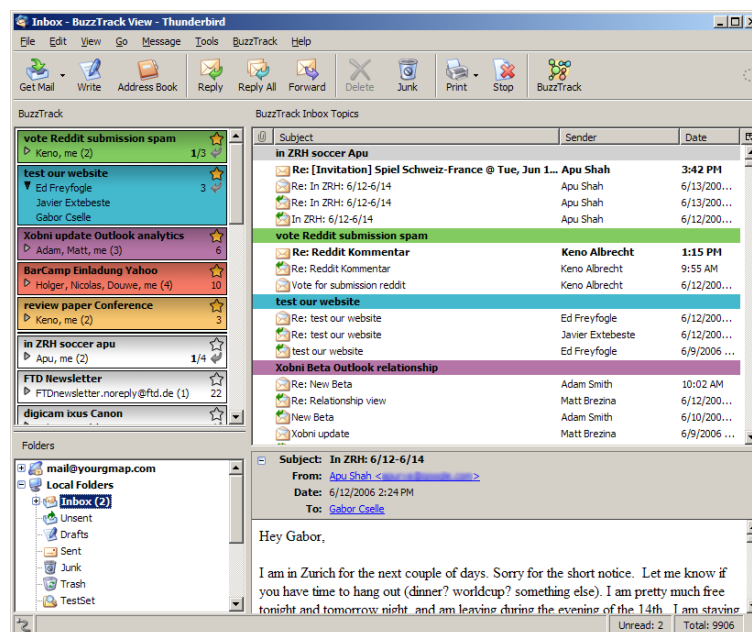 Inbox - BuzzTrack View - Thunderbird
File Edit View Go Message Tools BuzzTrack Help
Get Mail Write Address Book Reply Reply All Forward Delete Junk Print Stop BuzzTrack
BuzzTrack
vote Reddit submission spam
Keno, me (2) 1/3
test our website
Ed Freyfogle 3
Javier Extebeste
Gabor Cselle
Xobni update Outlook analytics
Adam, Matt, me (3) 6
BarCamp Einladung Yahoo
Holger, Nicolas, Douwe, me (4) 10
review paper Conference
Keno, me (2) 3
in ZRH soccer apu
Apu, me (2) 1/4
FTD Newsletter
FTDnewsletter.noreply@ftd.de (1) 22
digicam ixus Canon
Folders
mail@yourgmap.com
Local Folders
Inbox (2)
Unsent
Drafts
Sent
Junk
Trash
TestSet
BuzzTrack Inbox Topics
Subject Sender Date
in ZRH soccer Apu
Re: [Invitation] Spiel Schweiz-France @ Tue, Jun 1... Apu Shah 3:42 PM
Re: In ZRH: 6/12-6/14 Apu Shah 6/13/200...
Re: In ZRH: 6/12-6/14 Apu Shah 6/13/200...
In ZRH: 6/12-6/14 Apu Shah 6/12/200...
vote Reddit submission spam
Re: Reddit Kommentar Keno Albrecht 1:15 PM
Re: Reddit Kommentar Keno Albrecht 9:55 AM
Vote for submission reddit Keno Albrecht 6/12/200...
test our website
Re: test our website Ed Freyfogle 6/12/200...
Re: test our website Javier Extebeste 6/12/200...
test our website Ed Freyfogle 6/9/2006 ...
Xobni Beta Outlook relationship
Re: New Beta Adam Smith 10:02 AM
Re: Relationship view Matt Brezina 6/12/200...
New Beta Adam Smith 6/10/200...
Xobni update Matt Brezina 6/9/2006 ...
Subject: In ZRH: 6/12-6/14
From: Apu Shah <
Date: 6/12/2006 2:24 PM
To: Gabor Cselle
Hey Gabor,
I am in Zurich for the next couple of days. Sorry for the short notice. Let me know if
you have time to hang out (dinner? worldcup? something else). I am pretty much free
tonight and tomorrow night, and am leaving during the evening of the 14th. I am staying
Unread: 2 Total: 9906